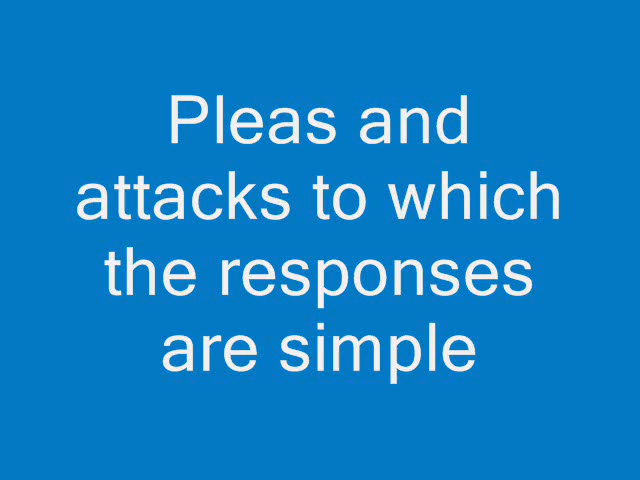 Pleas and
attacks to which
the responses
are simple